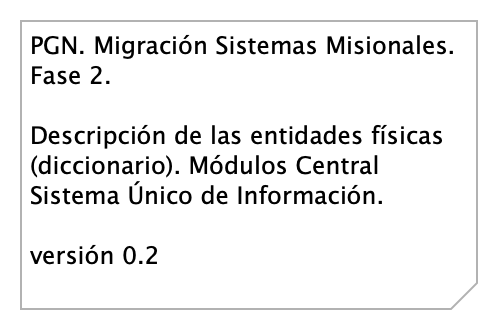 PGN. Migración Sistemas Misionales.
Fase 2.
Descripción de las entidades físicas
(diccionario). Módulos Central
Sistema Único de Información.
versión 0.2